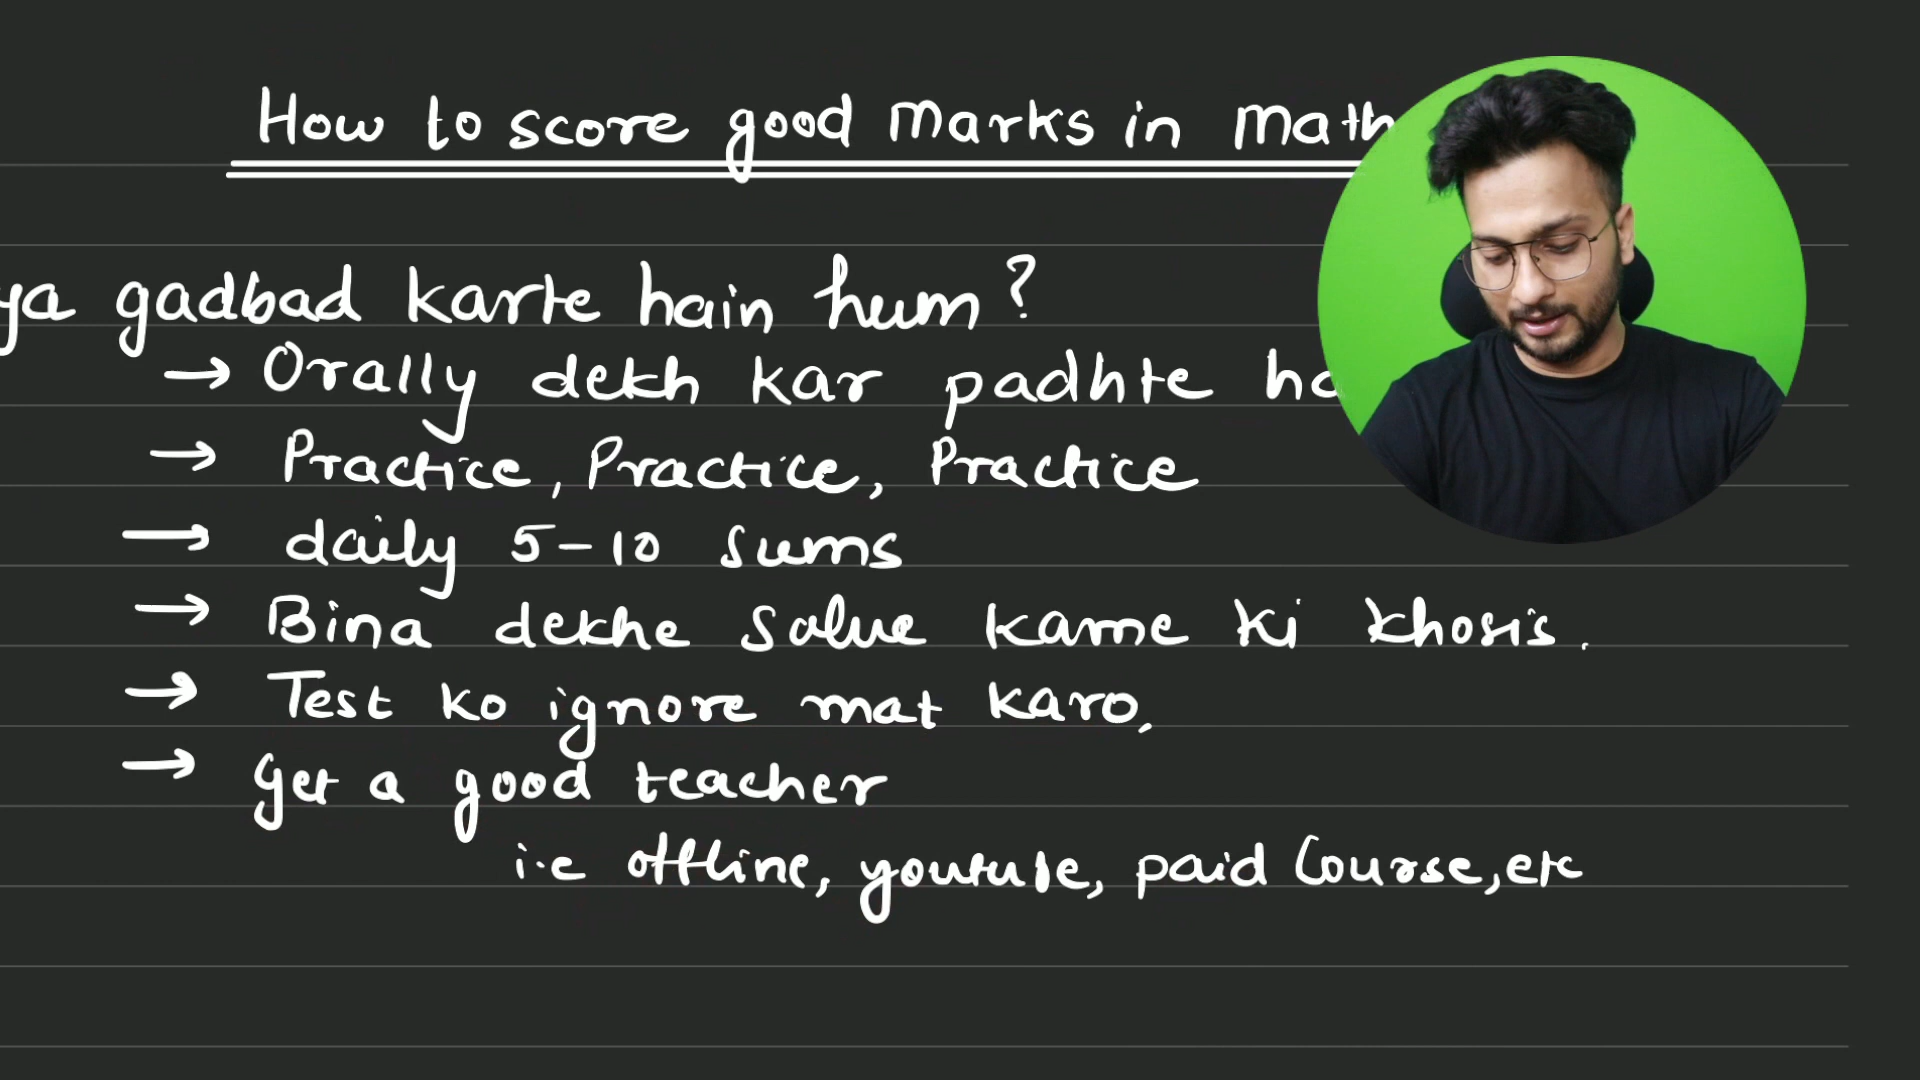 How to score good marks in math
ya gadbad karte hain hum?
→ Orally dekh kar padhte ha
→ Practice, Practice, Practice
→ daily 5-10 sums
→ Bina dekhe solve karne ki khosis.
→ Test ko ignore mat karo.
→ Get a good teacher
i.e offline, youtube, paid Course, etc